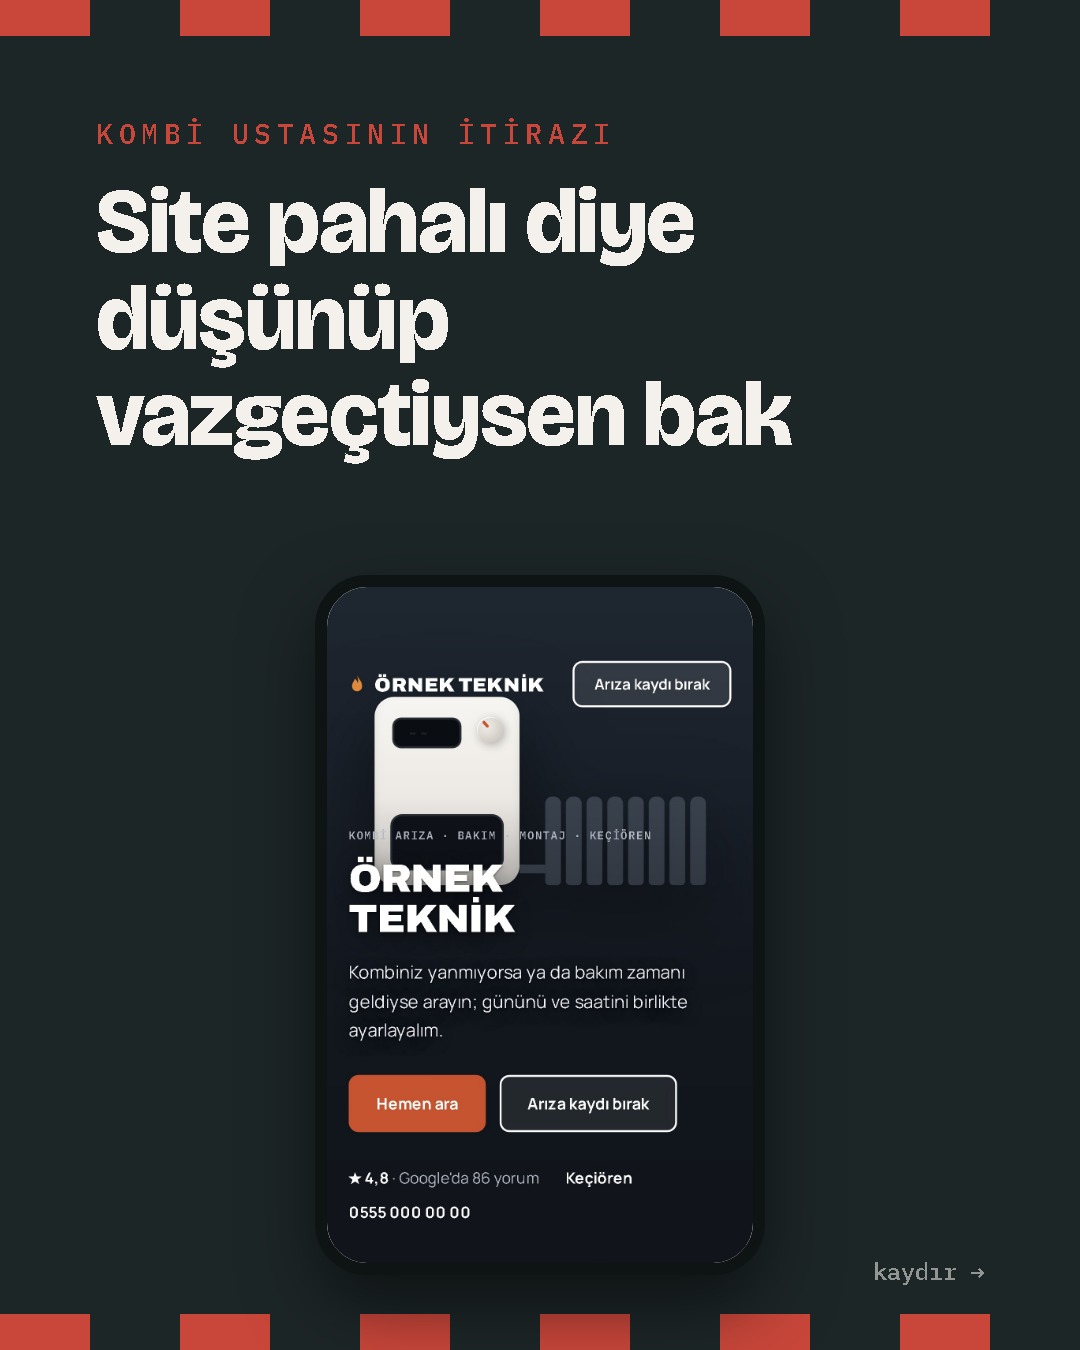 KOMBİ USTASININ İTİRAZI
Site pahalı diye
düşünüp
vazgeçtiysen bak
ÖRNEK TEKNİK
Arıza kaydı bırak
KOMBİ ARIZA · BAKIM · MONTAJ · KEÇİÖREN
ÖRNEK
TEKNİK
Kombiniz yanmıyorsa ya da bakım zamanı
geldiyse arayın; gününü ve saatini birlikte
ayarlayalım.
Hemen ara
Arıza kaydı bırak
★ 4,8 · Google'da 86 yorum Keçiören
0555 000 00 00
kaydır →